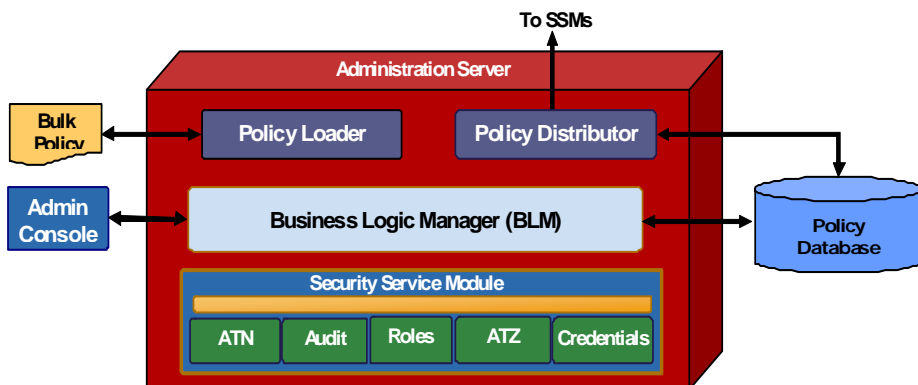 To SSMs
Administration Server
Bulk
Policy
Policy Loader
Policy Distributor
Admin
Console
Business Logic Manager (BLM)
Policy
Database
Security Service Module
ATN
Audit
Roles
ATZ
Credentials